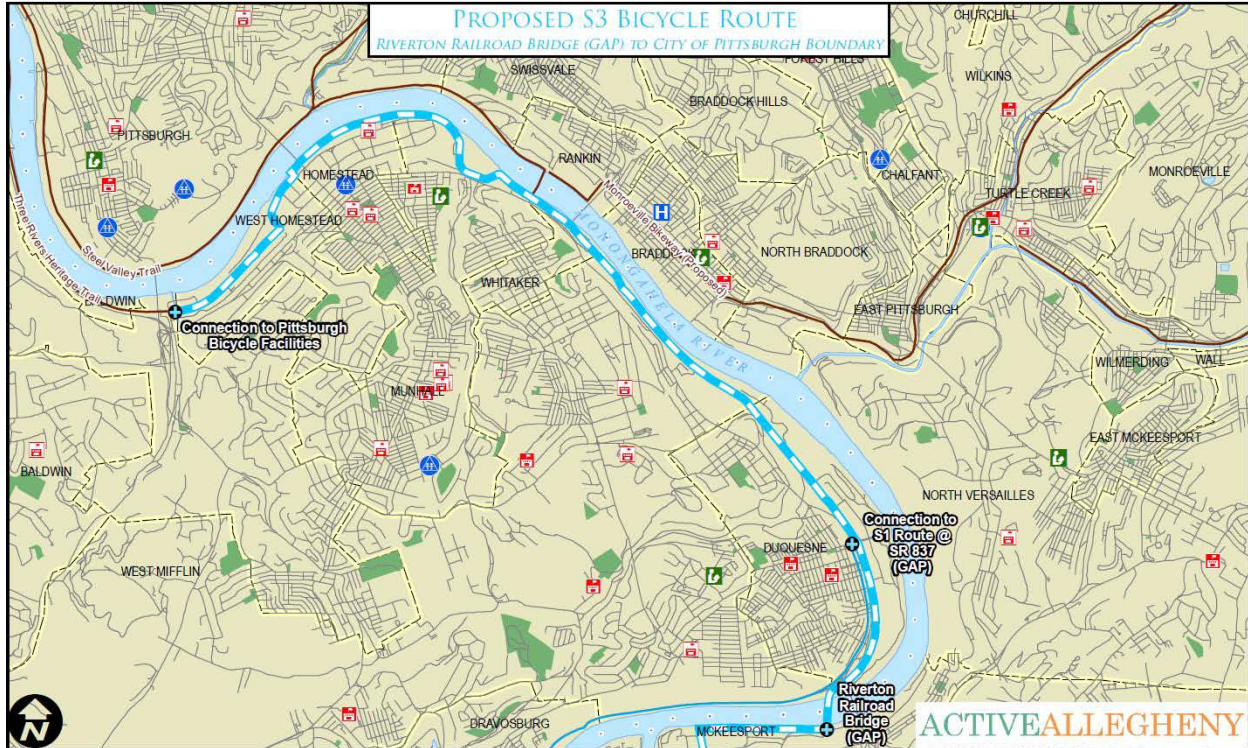 PROPOSED S3 BICYCLE ROUTE
RIVERTON RAILROAD BRIDGE (GAP) TO CITY OF PITTSBURGH BOUNDARY
CHURCHILL
FOREST HILLS
SWISSVALE
WILKINS
BRADDOCK HILLS
PITTSBURGH
RANKIN
HOMESTEAD
CHALFANT
MONROEVILLE
TURTLE CREEK
WEST HOMESTEAD
Monroeville Bikeway (Proposed)
H
Three Rivers Heritage Trail
Steel Valley Trail
BRADDOCK
NORTH BRADDOCK
MONONGAHELA RIVER
WHITAKER
BALDWIN
EAST PITTSBURGH
Connection to Pittsburgh
Bicycle Facilities
WILMERDING
WALL
MUNHALL
EAST MCKEESPORT
BALDWIN
NORTH VERSAILLES
Connection to
S1 Route @
SR 837
(GAP)
DUQUESNE
WEST MIFFLIN
Riverton
Railroad
Bridge
(GAP)
DRAVOSBURG
MCKEESPORT
N
ACTIVEALLEGHENY